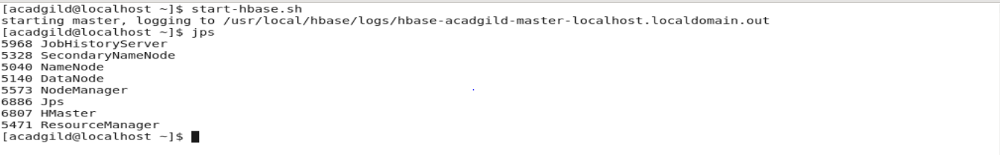 [acadgild@localhost ~]$ start-hbase.sh
starting master, logging to /usr/local/hbase/logs/hbase-acadgild-master-localhost.localdomain.out
[acadgild@localhost ~]$ jps
5968 JobHistoryServer
5328 SecondaryNameNode
5040 NameNode
5140 DataNode
5573 NodeManager
6886 Jps
6807 HMaster
5471 ResourceManager
[acadgild@localhost ~]$